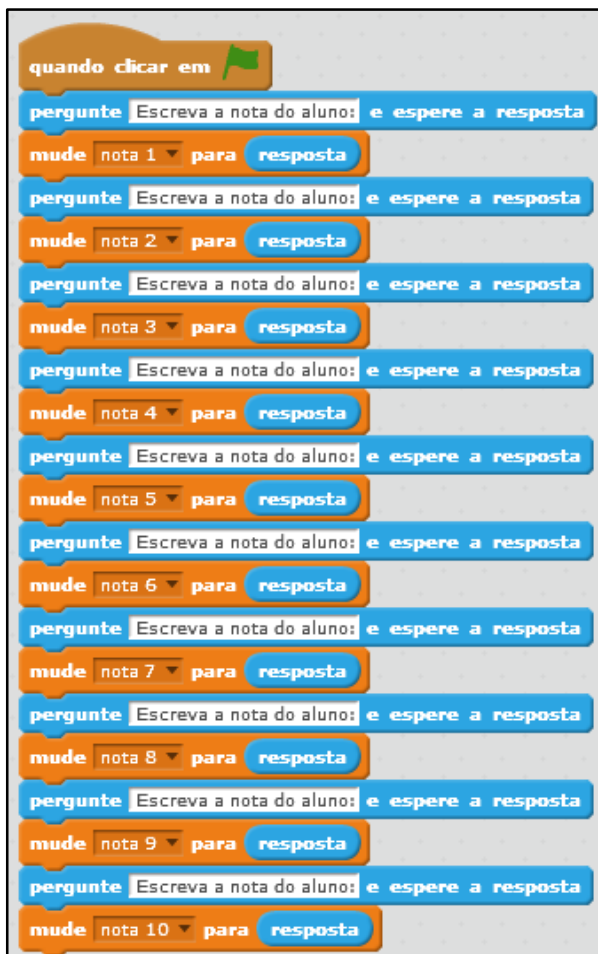 quando clicar em
pergunte Escreva a nota do aluno: e espere a resposta
mude nota 1 para resposta
pergunte Escreva a nota do aluno: e espere a resposta
mude nota 2 para resposta
pergunte Escreva a nota do aluno: e espere a resposta
mude nota 3 para resposta
pergunte Escreva a nota do aluno: e espere a resposta
mude nota 4 para resposta
pergunte Escreva a nota do aluno: e espere a resposta
mude nota 5 para resposta
pergunte Escreva a nota do aluno: e espere a resposta
mude nota 6 para resposta
pergunte Escreva a nota do aluno: e espere a resposta
mude nota 7 para resposta
pergunte Escreva a nota do aluno: e espere a resposta
mude nota 8 para resposta
pergunte Escreva a nota do aluno: e espere a resposta
mude nota 9 para resposta
pergunte Escreva a nota do aluno: e espere a resposta
mude nota 10 para resposta